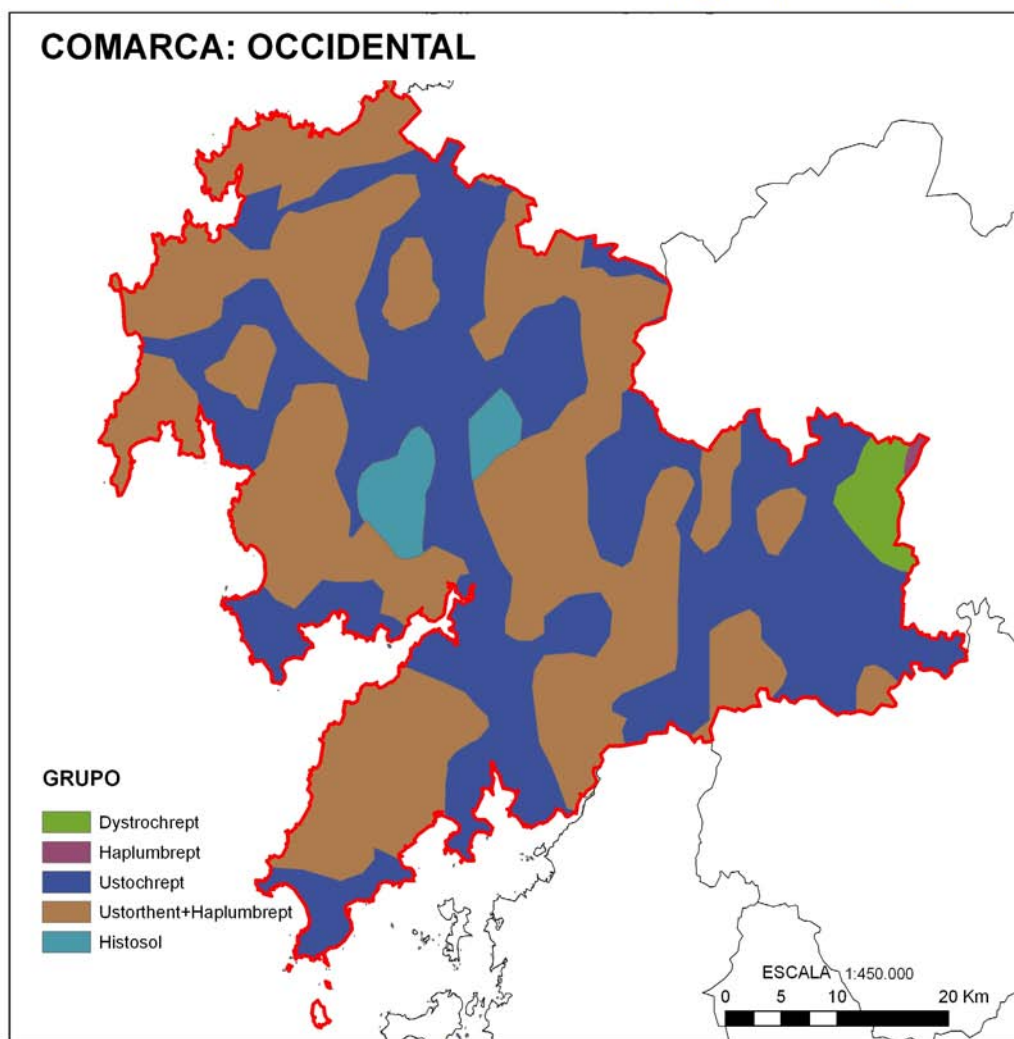 COMARCA: OCCIDENTAL
GRUPO
Dystrochrept
Haplumbrept
Ustochrept
Ustorthent+Haplumbrept
Histosol
ESCALA 1:450.000
0 5 10 20 Km